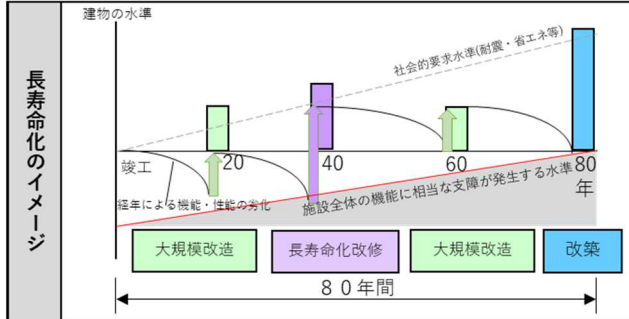 長寿命化のイメージ
建物の水準
社会的要求水準(耐震・省エネ等)
竣工
20
40
60
80
年
経年による機能・性能の劣化
施設全体の機能に相当な支障が発生する水準
大規模改造
長寿命化改修
大規模改造
改築
80年間